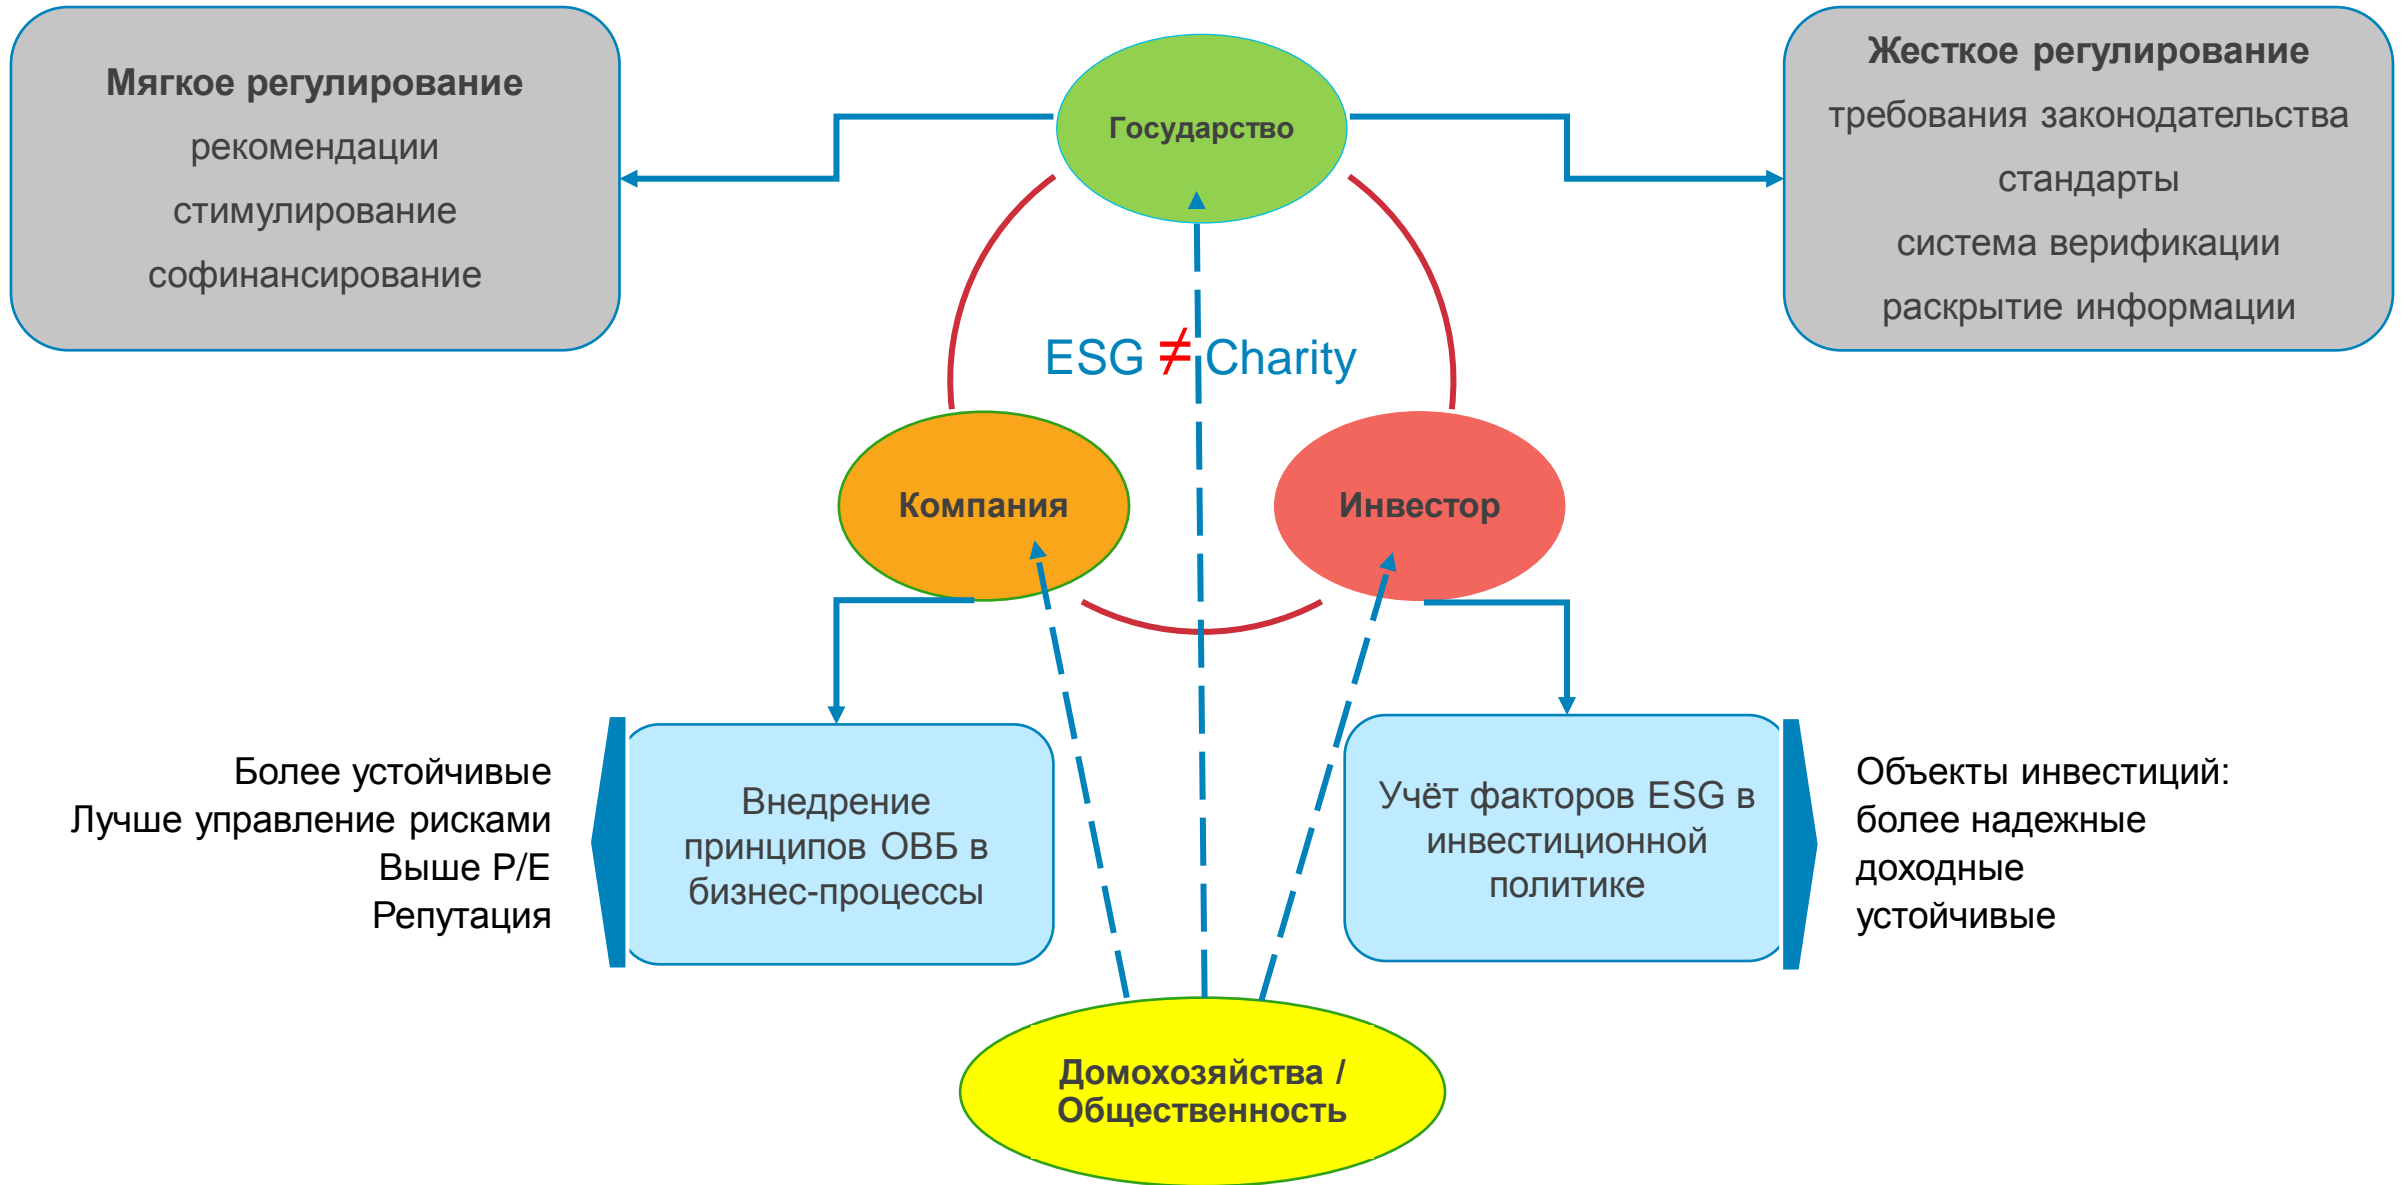 Мягкое регулирование
рекомендации
стимулирование
софинансирование
Государство
Жесткое регулирование
требования законодательства
стандарты
система верификации
раскрытие информации
ESG ≠ Charity
Компания
Инвестор
Более устойчивые
Лучше управление рисками
Выше P/E
Репутация
Внедрение
принципов ОВБ в
бизнес-процессы
Учёт факторов ESG в
инвестиционной
политике
Объекты инвестиций:
более надежные
доходные
устойчивые
Домохозяйства /
Общественность